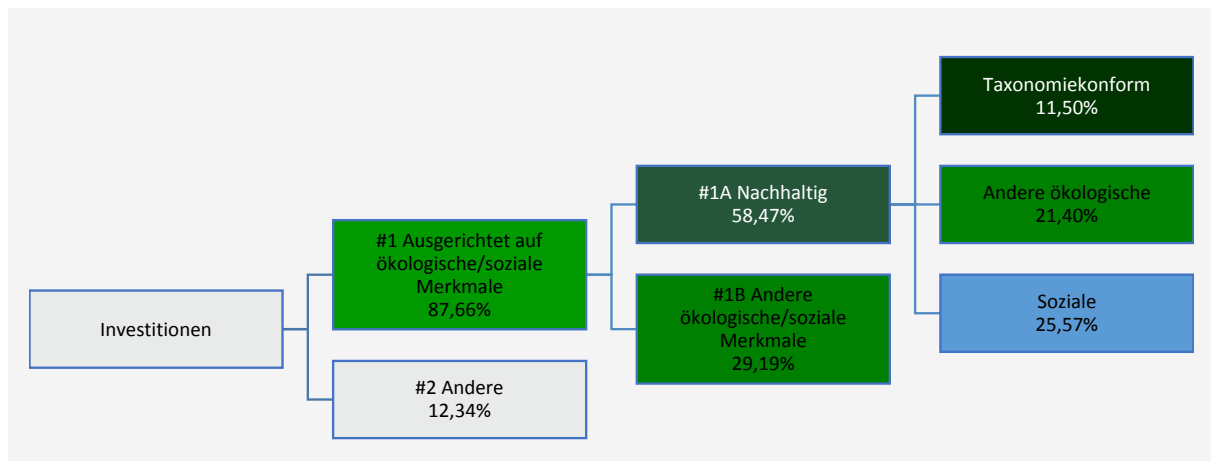 Investitionen
#1 Ausgerichtet auf
ökologische/soziale
Merkmale
87,66%
#2 Andere
12,34%
#1A Nachhaltig
58,47%
#1B Andere
ökologische/soziale
Merkmale
29,19%
Taxonomiekonform
11,50%
Andere ökologische
21,40%
Soziale
25,57%